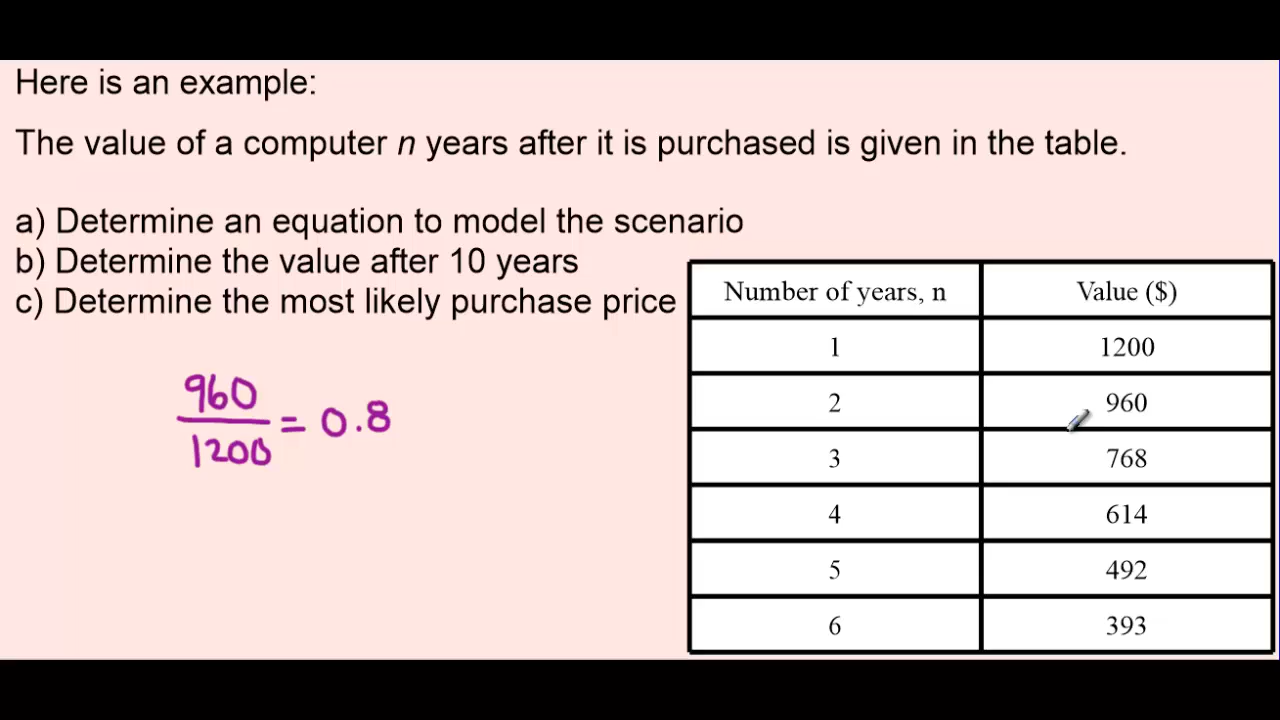 Here is an example:
The value of a computer n years after it is purchased is given in the table.
a) Determine an equation to model the scenario
b) Determine the value after 10 years
c) Determine the most likely purchase price
960
1200
= 0.8
Number of years, n Value ($)
1 1200
2 960
3 768
4 614
5 492
6 393